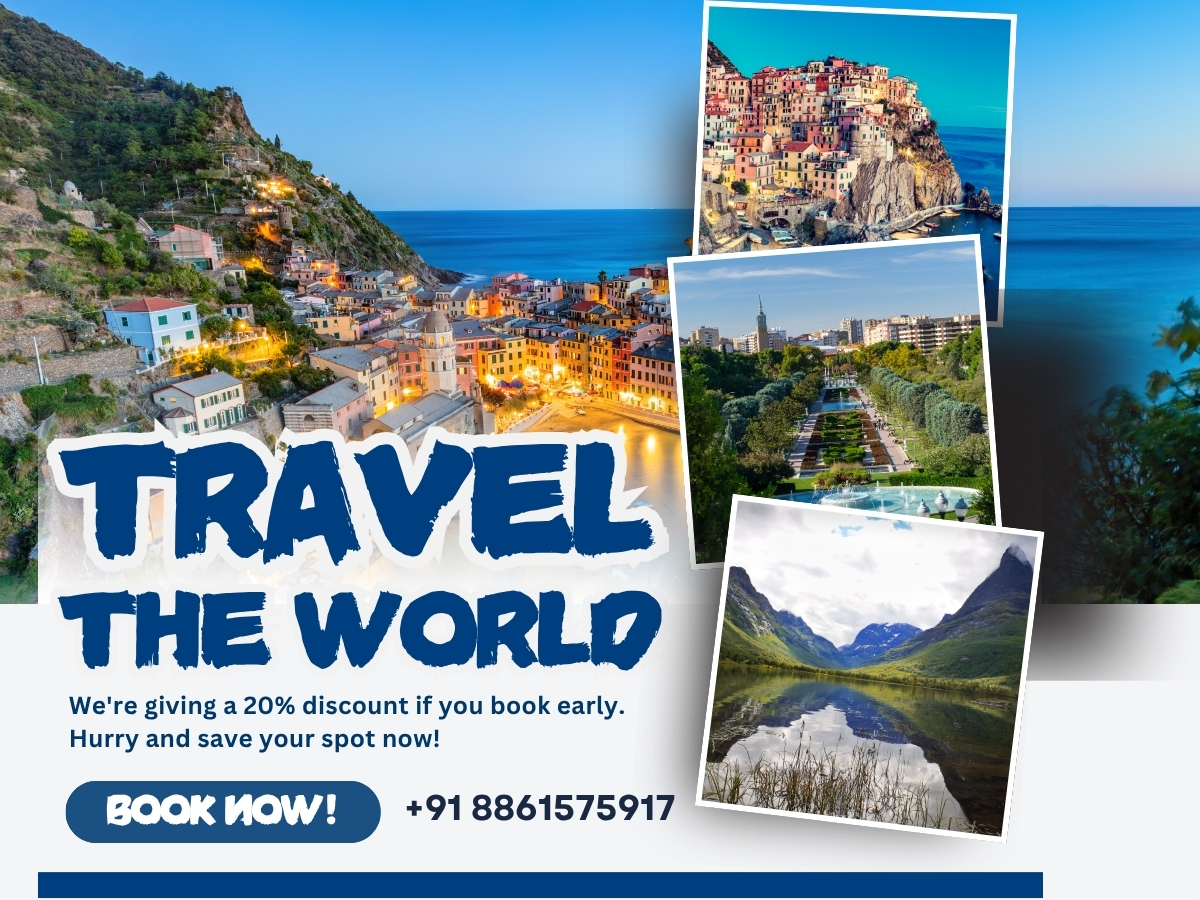 TRAVEL
THE WORLD
We're giving a 20% discount if you book early.
Hurry and save your spot now!
BOOK NOW!
+91 8861575917